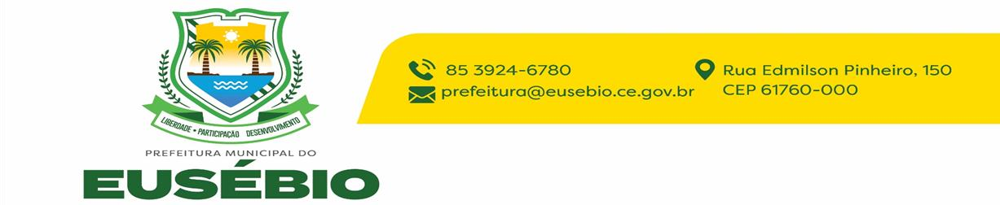 LIBERDADE • PARTICIPAÇÃO DESENVOLVIMENTO
PREFEITURA MUNICIPAL DO
EUSÉBIO
85 3924-6780
prefeitura@eusebio.ce.gov.br
Rua Edmilson Pinheiro, 150
CEP 61760-000